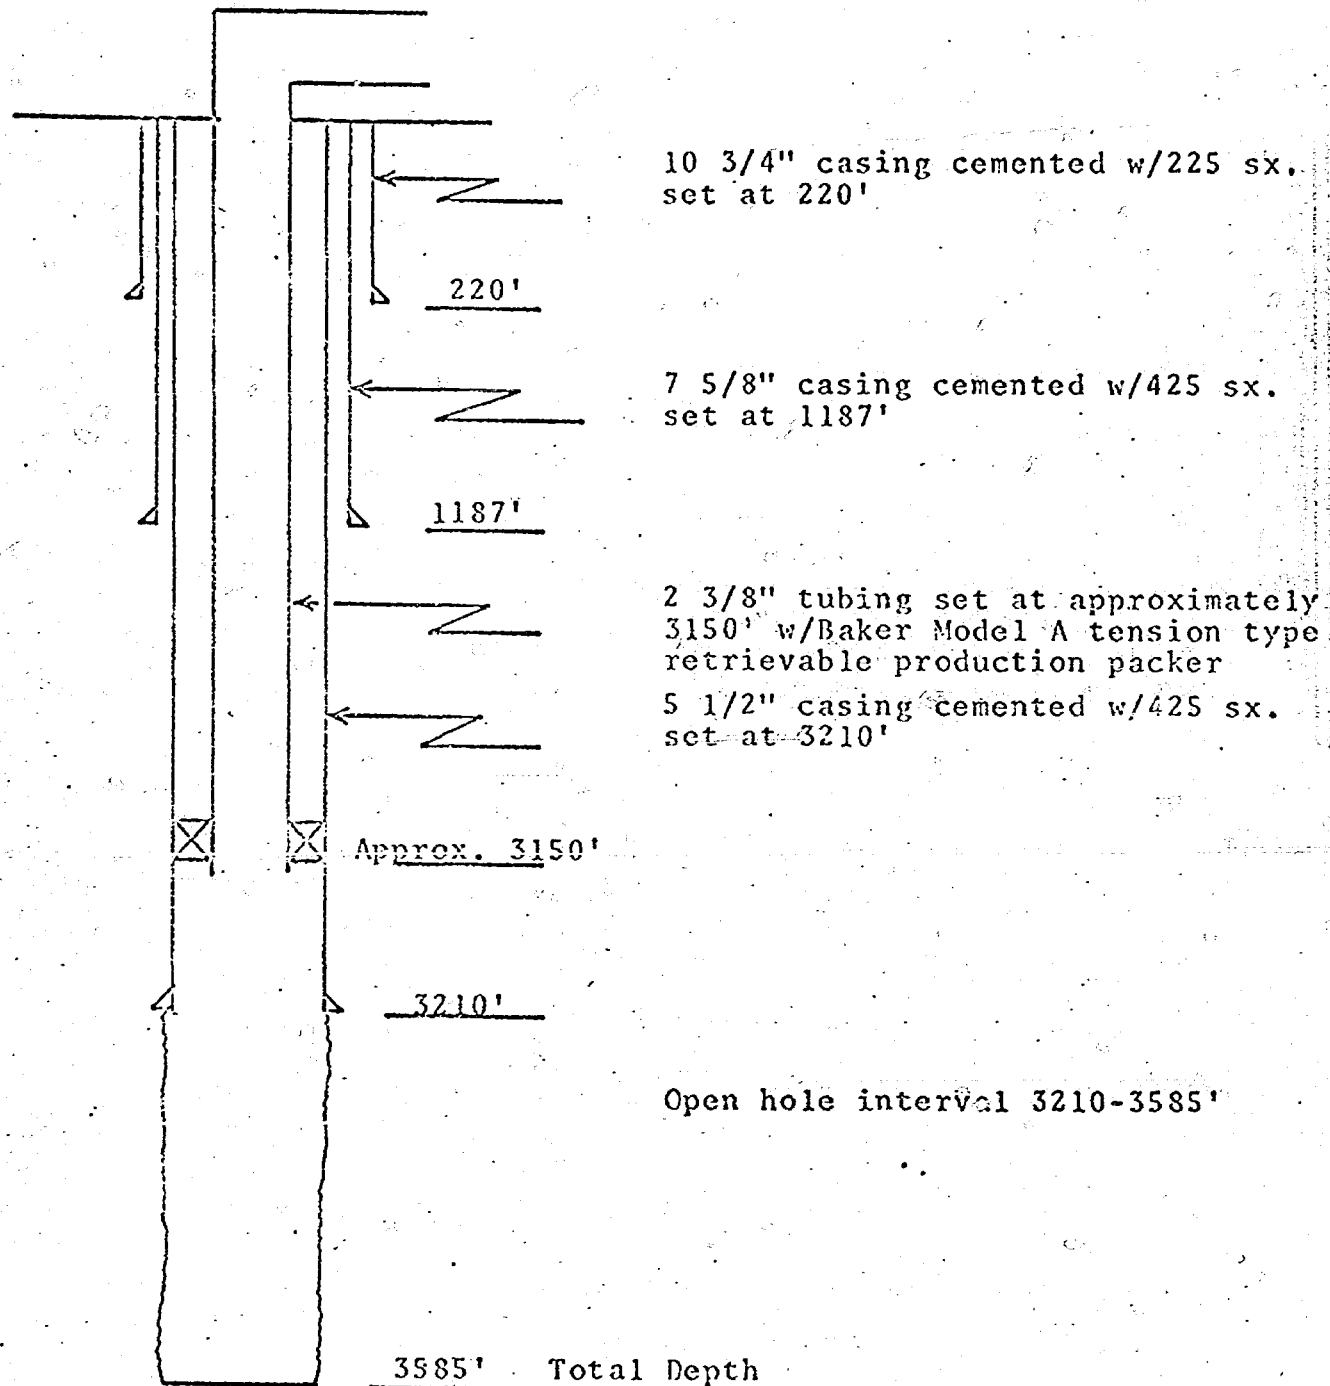 10 3/4" casing cemented w/225 sx.
set at 220'
220'
7 5/8" casing cemented w/425 sx.
set at 1187'
1187'
2 3/8" tubing set at approximately
3150' w/Baker Model A tension type
retrievable production packer
5 1/2" casing cemented w/425 sx.
set at 3210'
Approx. 3150'
3210'
Open hole interval 3210-3585'
3585' Total Depth